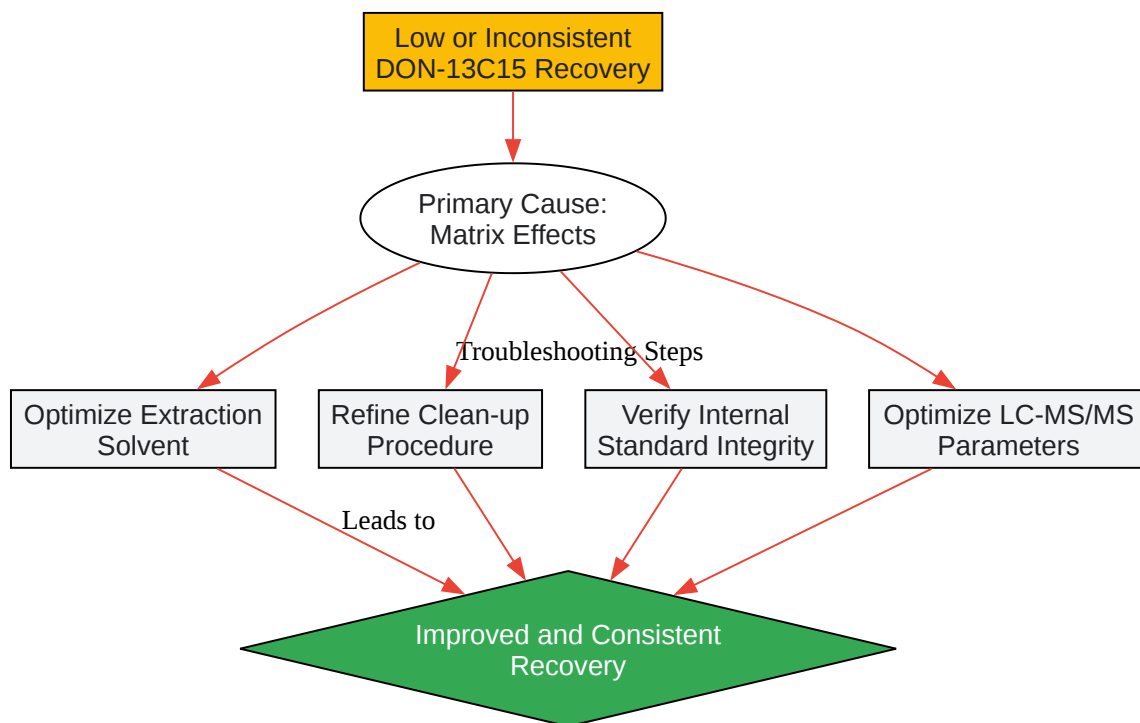 Low or Inconsistent
DON-13C15 Recovery
Primary Cause:
Matrix Effects
Troubleshooting Steps
Optimize Extraction
Solvent
Refine Clean-up
Procedure
Verify Internal
Standard Integrity
Optimize LC-MS/MS
Parameters
Leads to
Improved and Consistent
Recovery